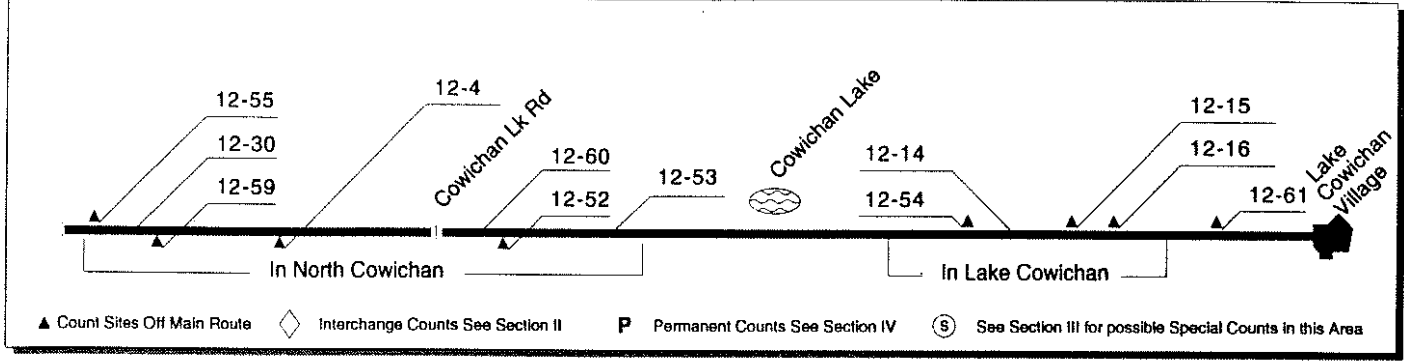 12-55
12-30
12-59
12-4
Cowichan Lk Rd
12-60
12-52
12-53
Cowichan Lake
12-14
12-54
12-15
12-16
12-61
Lake
Cowichan
Village
In North Cowichan
In Lake Cowichan
Count Sites Off Main Route
Interchange Counts See Section II
P Permanent Counts See Section IV
S See Section III for possible Special Counts in this Area